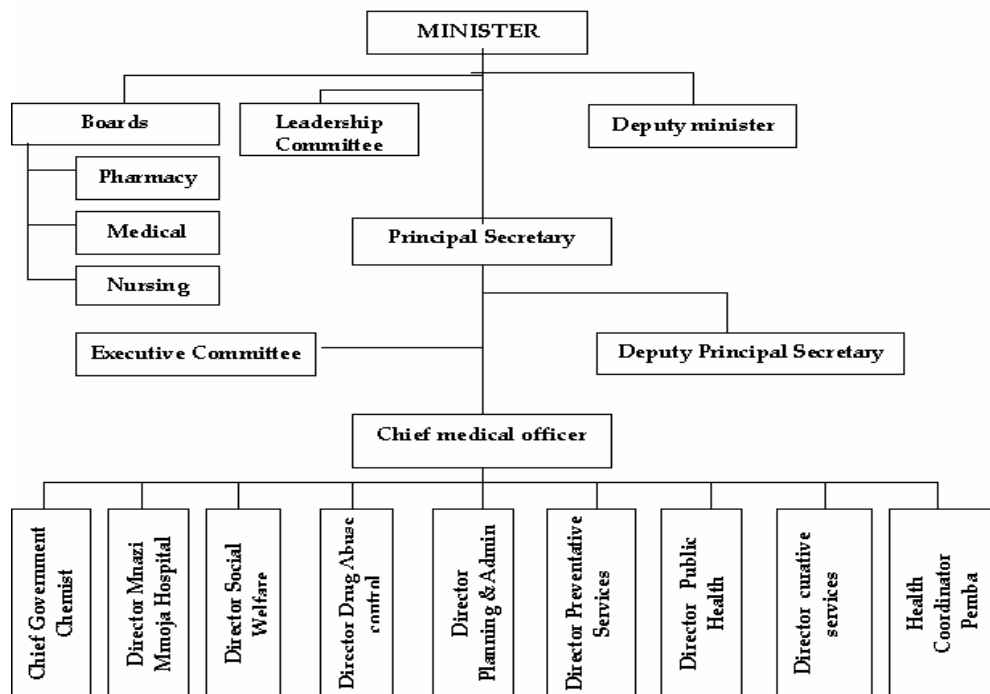 MINISTER
Boards
Leadership
Committee
Deputy minister
Pharmacy
Medical
Nursing
Principal Secretary
Executive Committee
Deputy Principal Secretary
Chief medical officer
Chief Government
Chemist
Director Mnazi
Mmoja Hospital
Director Social
Welfare
Director Drug Abuse
control
Director
Planning & Admin
Director Preventative
Services
Director Public
Health
Director curative
services
Health
Coordinator
Pemba